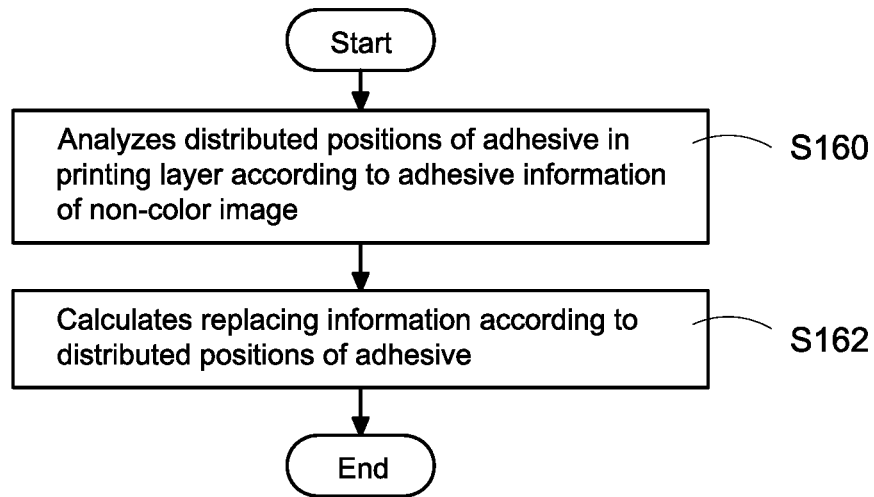 Start
Analyzes distributed positions of adhesive in
printing layer according to adhesive information
of non-color image
S160
Calculates replacing information according to
distributed positions of adhesive
S162
End